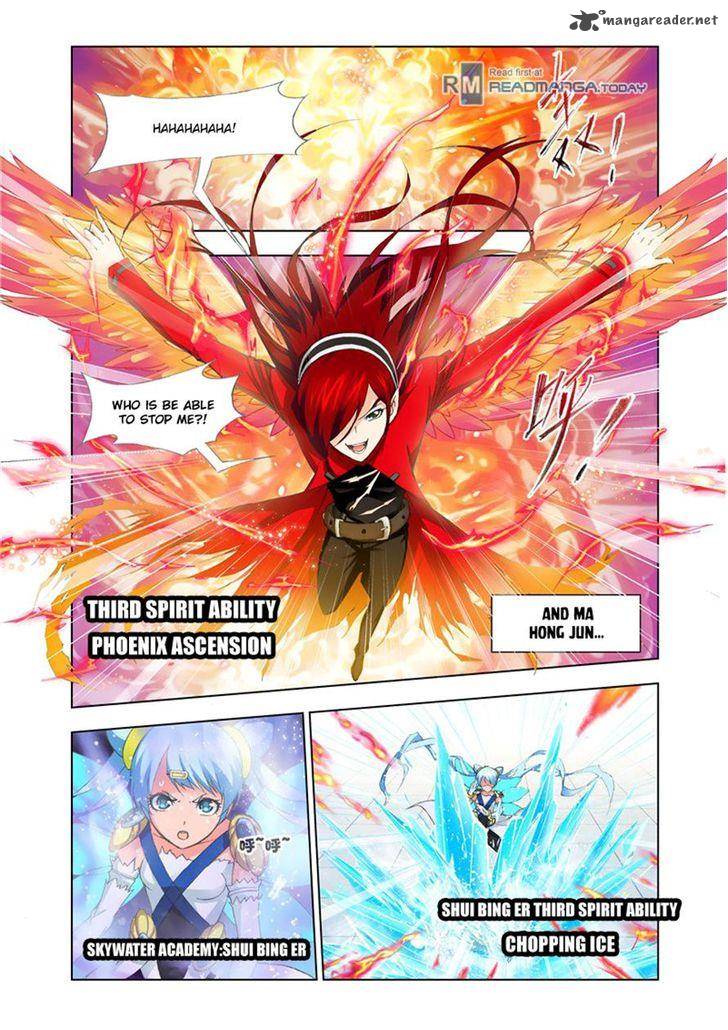 mangareader.net
Read first at
RM READMANGA.TODAY
HAHAHAHAHA!
WHO IS BE ABLE
TO STOP ME?!
呼!
THIRD SPIRIT ABILITY
PHOENIX ASCENSION
AND MA
HONG JUN...
呼~呼~
SKYWATER ACADEMY:SHUI BING ER
SHUI BING ER THIRD SPIRIT ABILITY
CHOPPING ICE